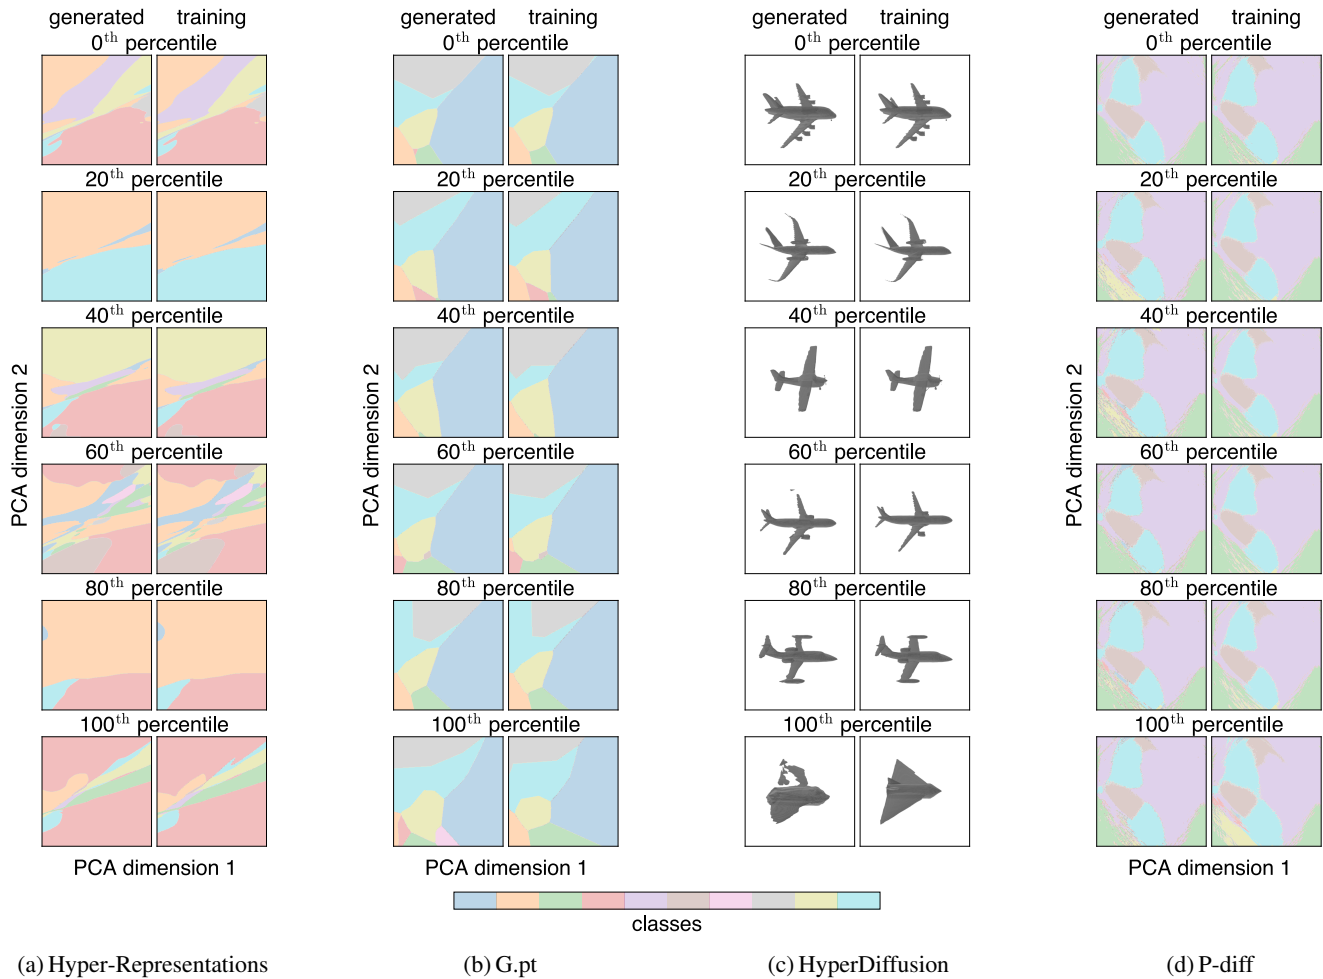 generated training
0th percentile
20th percentile
40th percentile
60th percentile
80th percentile
100th percentile
PCA dimension 2
PCA dimension 1
(a) Hyper-Representations
generated training
0th percentile
20th percentile
40th percentile
60th percentile
80th percentile
100th percentile
PCA dimension 2
PCA dimension 1
(b) G.pt
generated training
0th percentile
20th percentile
40th percentile
60th percentile
80th percentile
100th percentile
(c) HyperDiffusion
generated training
0th percentile
20th percentile
40th percentile
60th percentile
80th percentile
100th percentile
PCA dimension 2
PCA dimension 1
(d) P-diff
classes